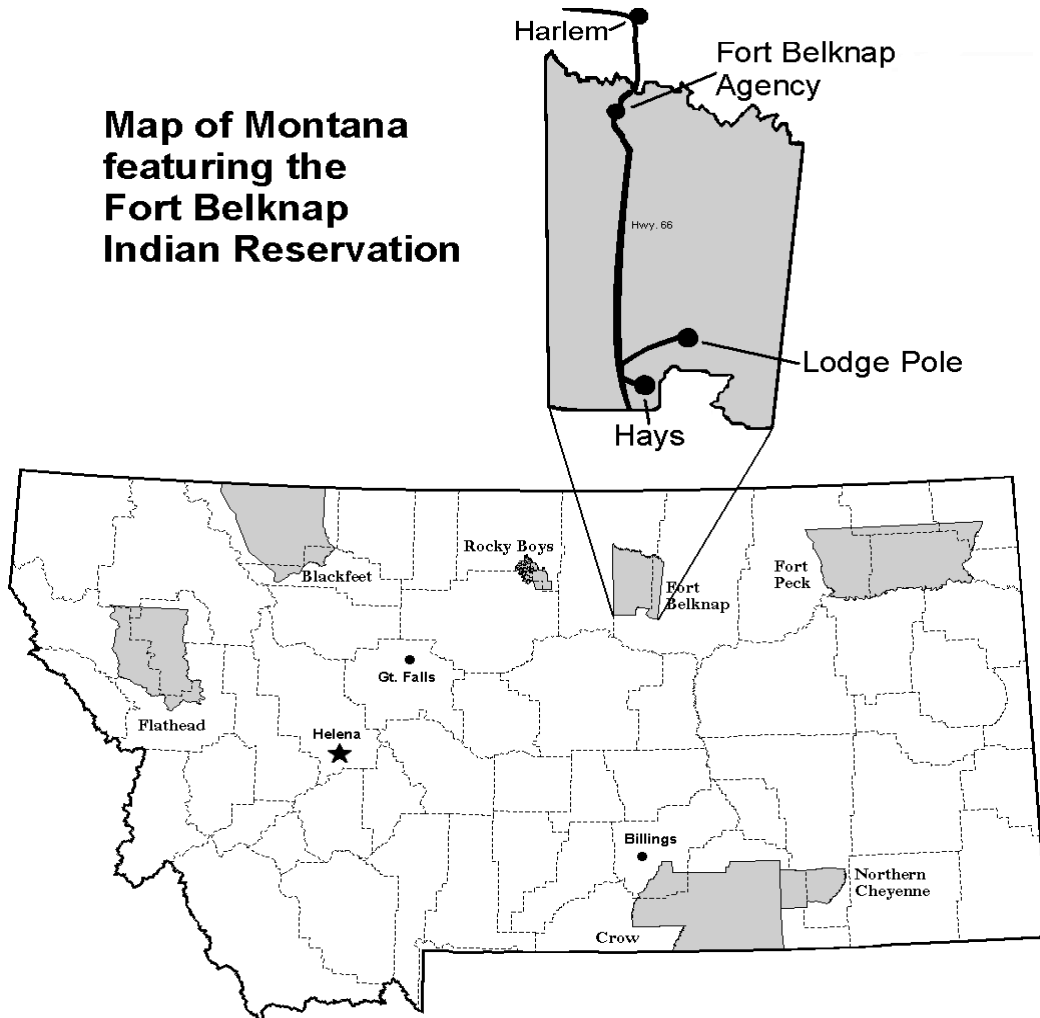 Harlem
Fort Belknap
Agency
Map of Montana
featuring the
Fort Belknap
Indian Reservation
Hwy. 66
Lodge Pole
Hays
Rocky Boys
Blackfeet
Fort
Peck
Fort
Belknap
Gt. Falls
Flathead
Helena
Billings
Northern
Cheyenne
Crow